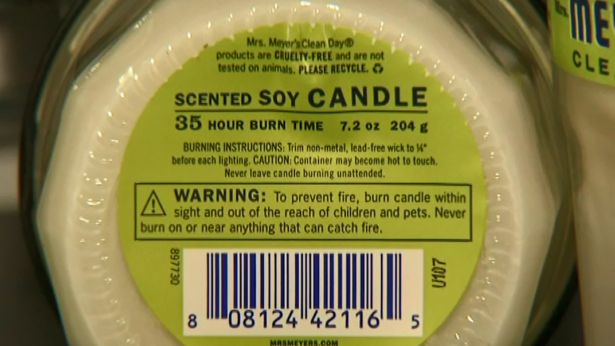 Mrs. Meyer'sClean Day®
products are CRUELTY-FREE and are not
tested on animals. PLEASE RECYCLE.
SCENTED SOY CANDLE
35 HOUR BURN TIME 7.2 oz 204 g
BURNING INSTRUCTIONS: Trim non-metal, lead-free wick to ¼"
before each lighting. CAUTION: Container may become hot to touch.
Never leave candle burning unattended.
WARNING: To prevent fire, burn candle within
sight and out of the reach of children and pets. Never
burn on or near anything that can catch fire.
897730
U107
8 08124 42116 5
MRSMEYERS.COM
Mrs.
ME
CLE